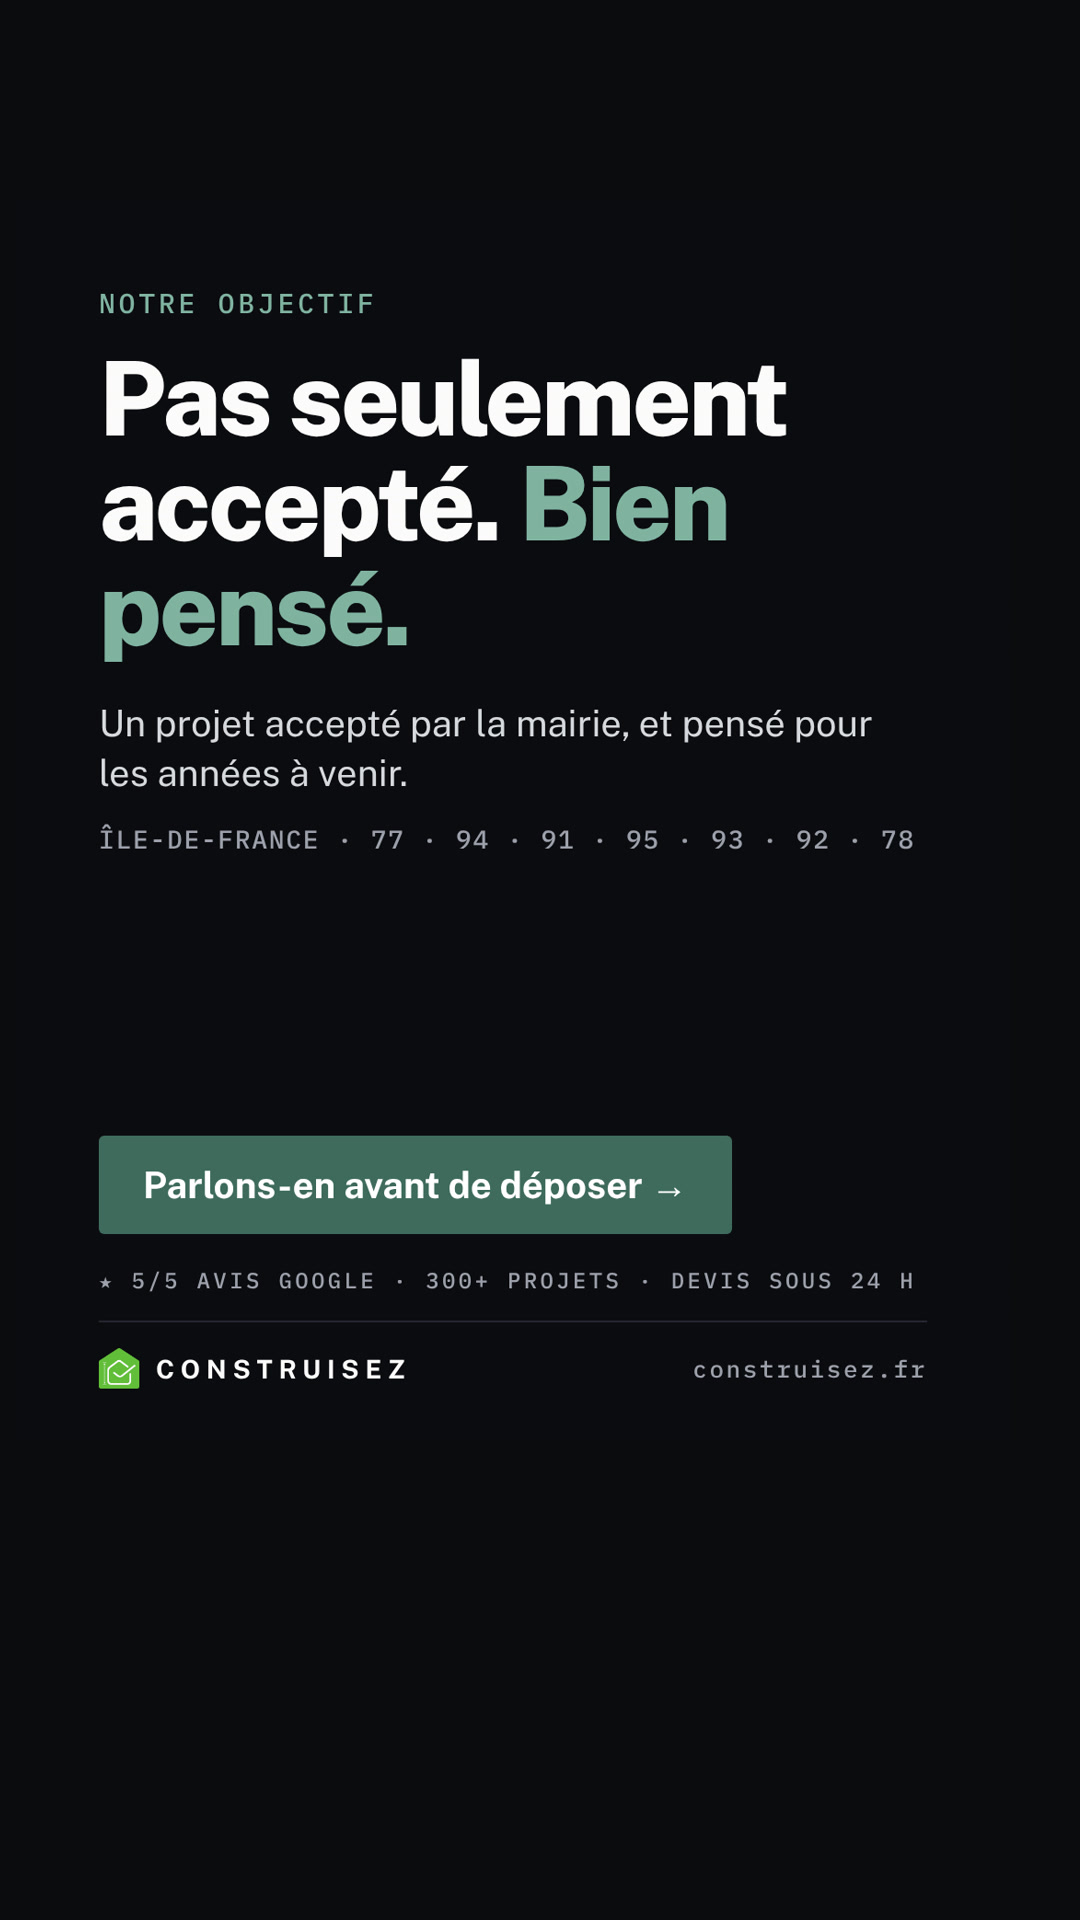 NOTRE OBJECTIF
Pas seulement
accepté. Bien
pensé.
Un projet accepté par la mairie, et pensé pour
les années à venir.
ÎLE-DE-FRANCE · 77 · 94 · 91 · 95 · 93 · 92 · 78
Parlons-en avant de déposer →
★ 5/5 AVIS GOOGLE · 300+ PROJETS · DEVIS SOUS 24 H
CONSTRUISEZ
construisez.fr